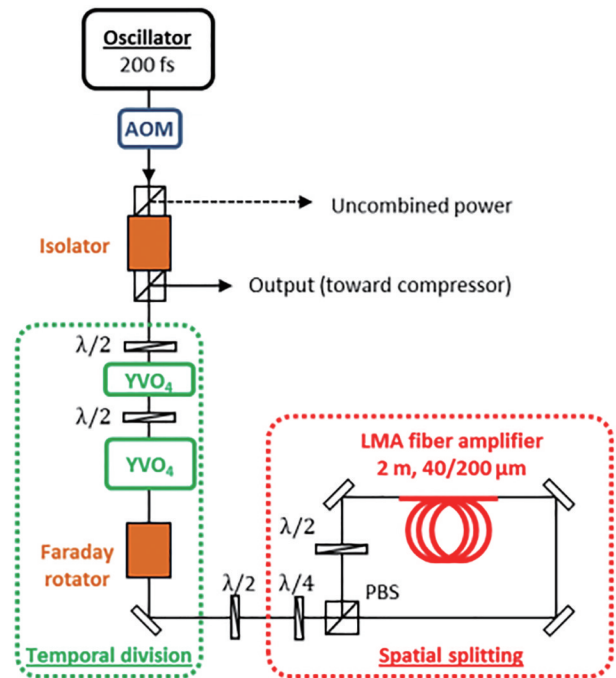 Oscillator
200 fs
AOM
Uncombined power
Isolator
Output (toward compressor)
λ/2
YVO₄
λ/2
YVO₄
LMA fiber amplifier
2 m, 40/200 μm
λ/2
Faraday
rotator
λ/2
λ/4
PBS
Temporal division
Spatial splitting